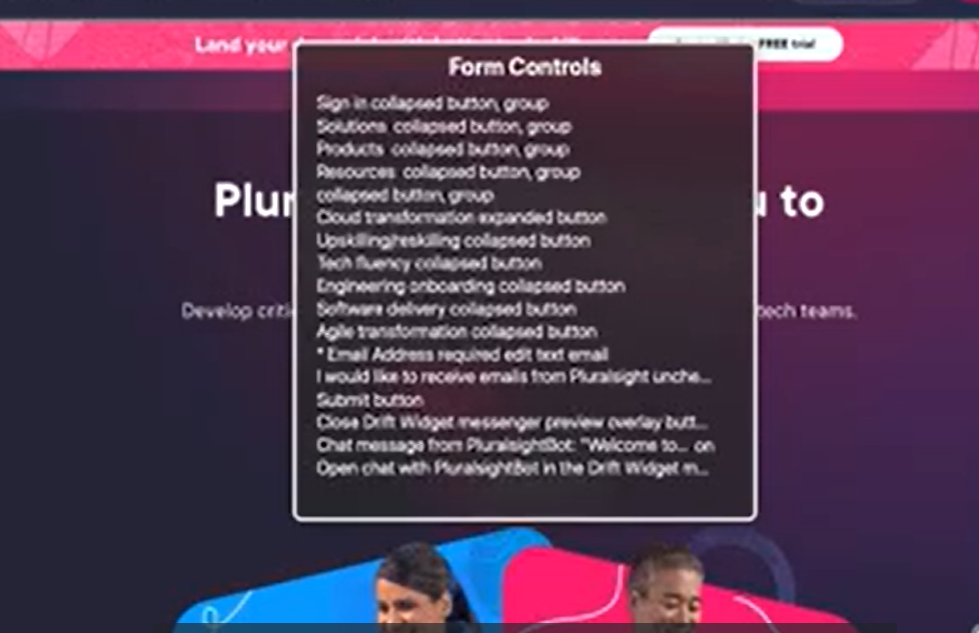 Land your
FREE trial
Form Controls
Sign in collapsed button, group
Solutions collapsed button, group
Products collapsed button, group
Resources collapsed button, group
collapsed button, group
Cloud transformation expanded button
Upskilling/reskilling collapsed button
Tech fluency collapsed button
Engineering onboarding collapsed button
Software delivery collapsed button
Agile transformation collapsed button
* Email Address required edit text email
I would like to receive emails from Pluralsight unche...
Submit button
Close Drift Widget messenger preview overlay butt...
Chat message from PluralsightBot: "Welcome to... on
Open chat with PluralsightBot in the Drift Widget m...
Plur
u to
Develop criti
tech teams.